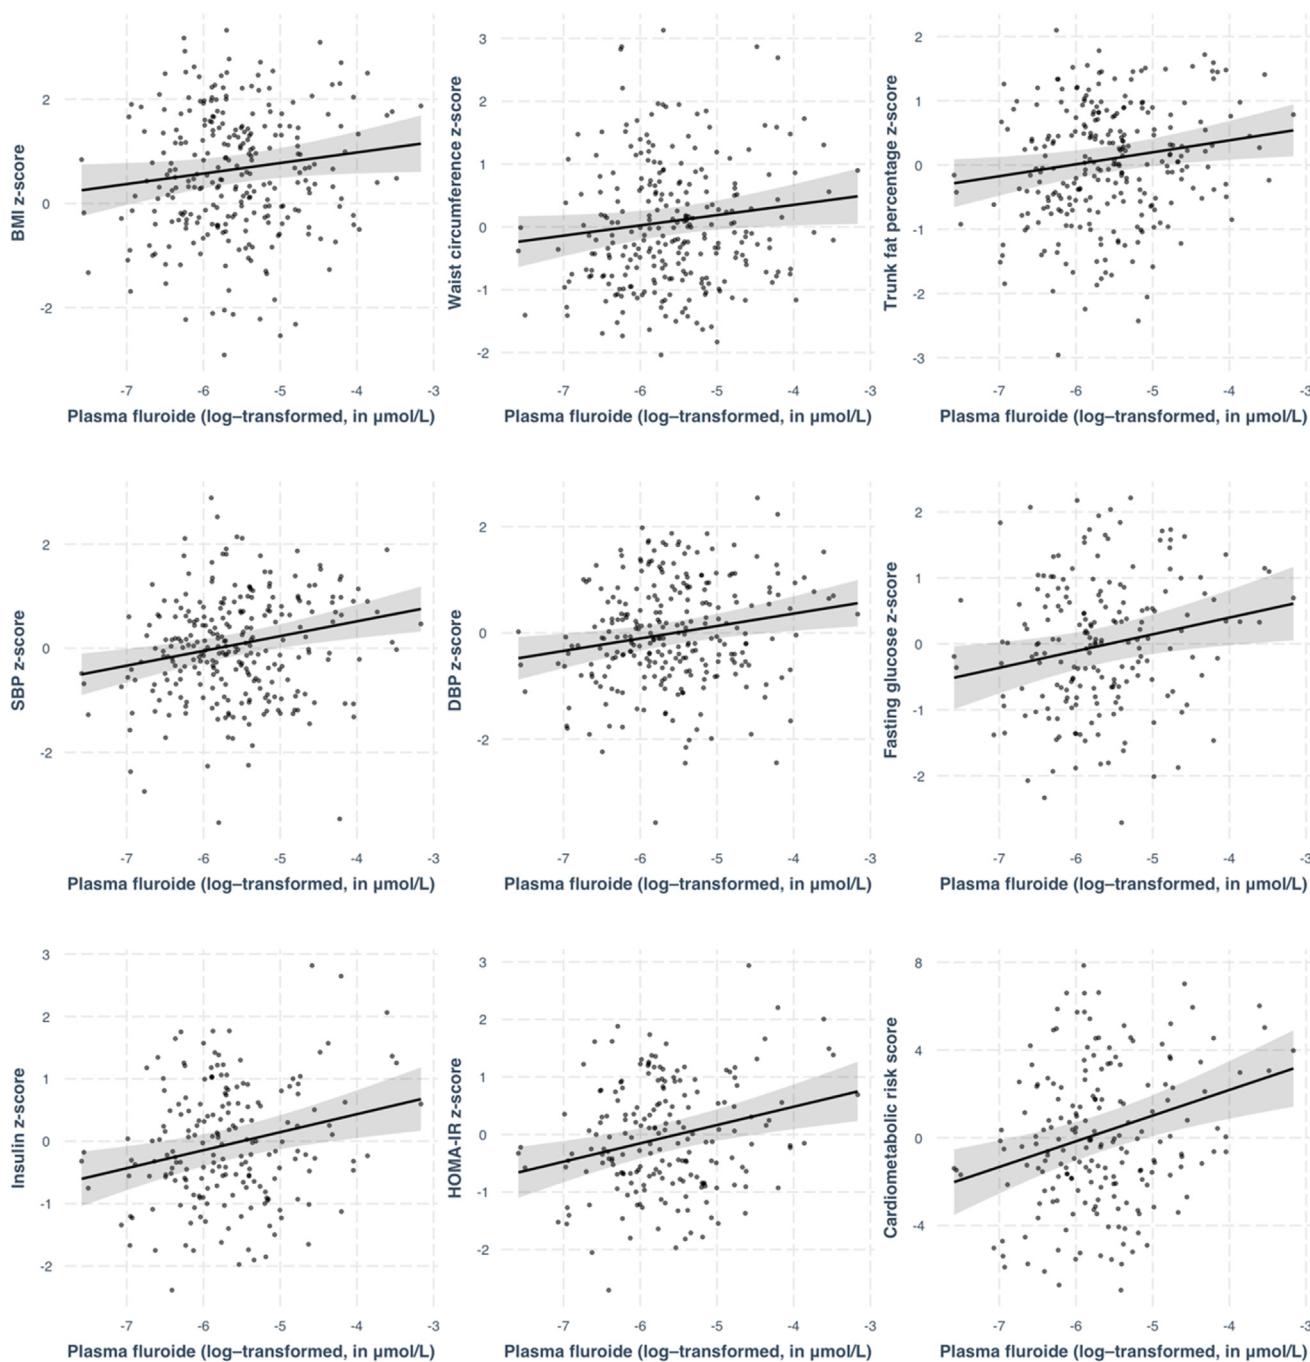 BMI z-score
2
0
-2
-7 -6 -5 -4 -3
Plasma fluroide (log–transformed, in μmol/L)
Waist circumference z-score
3
2
1
0
-1
-2
-7 -6 -5 -4 -3
Plasma fluroide (log–transformed, in μmol/L)
Trunk fat percentage z-score
2
1
0
-1
-2
-3
-7 -6 -5 -4 -3
Plasma fluroide (log–transformed, in μmol/L)
SBP z-score
2
0
-2
-7 -6 -5 -4 -3
Plasma fluroide (log–transformed, in μmol/L)
DBP z-score
2
0
-2
-7 -6 -5 -4 -3
Plasma fluroide (log–transformed, in μmol/L)
Fasting glucose z-score
2
1
0
-1
-2
-7 -6 -5 -4 -3
Plasma fluroide (log–transformed, in μmol/L)
Insulin z-score
3
2
1
0
-1
-2
-7 -6 -5 -4 -3
Plasma fluroide (log–transformed, in μmol/L)
HOMA-IR z-score
3
2
1
0
-1
-2
-7 -6 -5 -4 -3
Plasma fluroide (log–transformed, in μmol/L)
Cardiometabolic risk score
8
4
0
-4
-7 -6 -5 -4 -3
Plasma fluroide (log–transformed, in μmol/L)